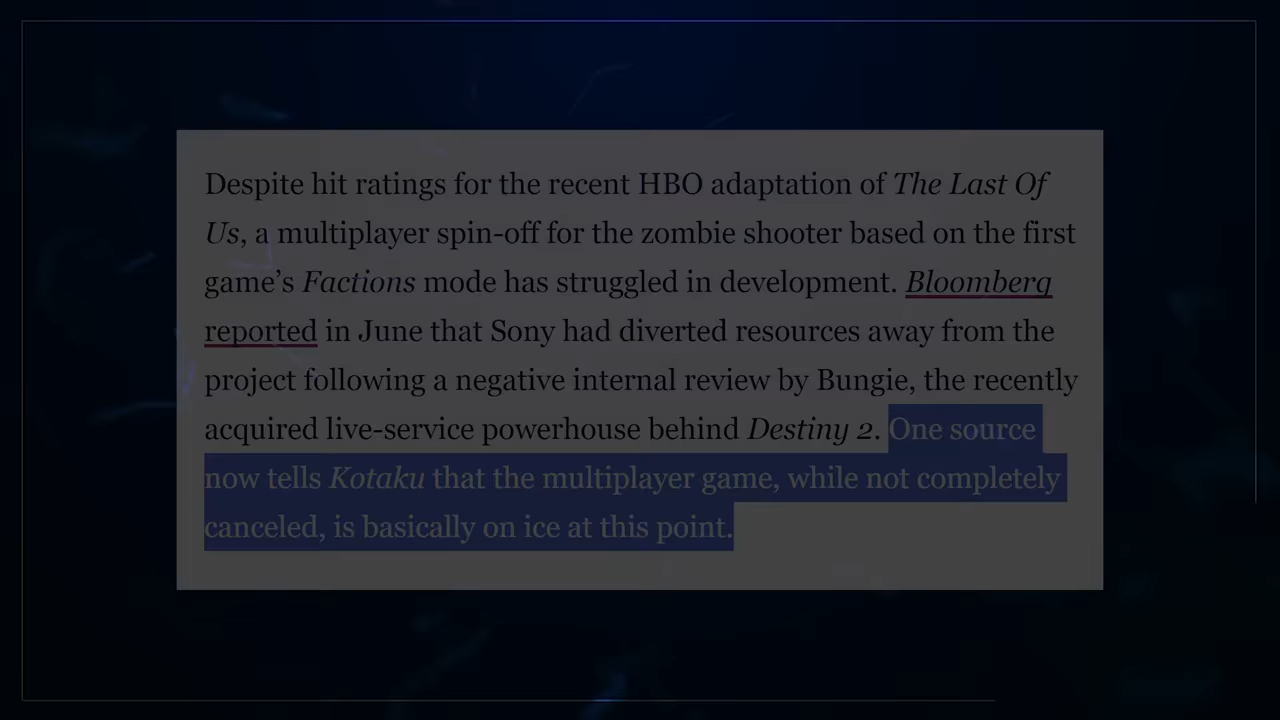 Despite hit ratings for the recent HBO adaptation of The Last Of
Us, a multiplayer spin-off for the zombie shooter based on the first
game’s Factions mode has struggled in development. Bloomberg
reported in June that Sony had diverted resources away from the
project following a negative internal review by Bungie, the recently
acquired live-service powerhouse behind Destiny 2. One source
now tells Kotaku that the multiplayer game, while not completely
canceled, is basically on ice at this point.